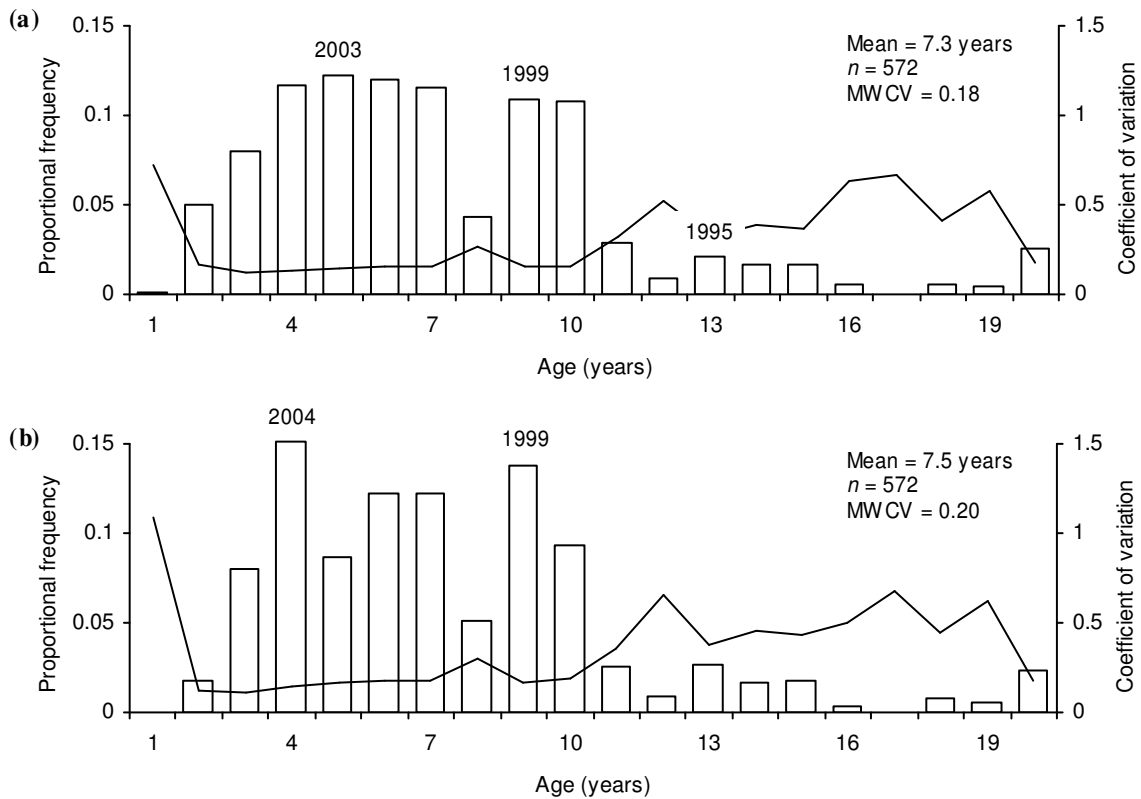 (a)
0.15
0.1
0.05
0
Proportional frequency
2003
1999
1995
Mean = 7.3 years
n = 572
MWCV = 0.18
1.5
1
0.5
0
Coefficient of variation
1 4 7 10 13 16 19
Age (years)
(b)
0.15
0.1
0.05
0
Proportional frequency
2004
1999
Mean = 7.5 years
n = 572
MWCV = 0.20
1.5
1
0.5
0
Coefficient of variation
1 4 7 10 13 16 19
Age (years)